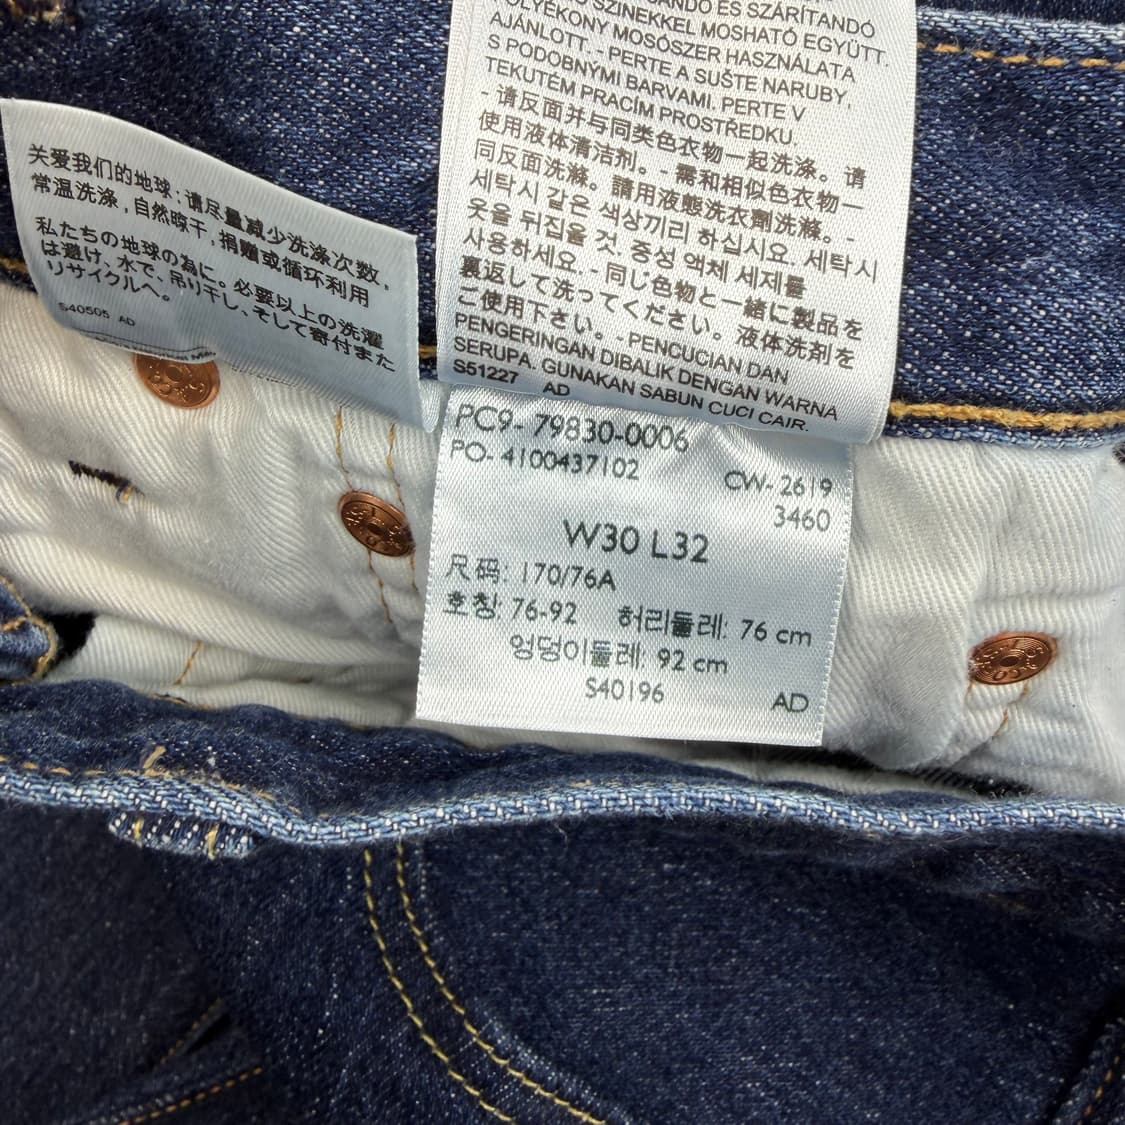 关爱我们的地球：请尽量减少洗涤次数，
常温洗涤，自然晾干，捐赠或循环利用
私たちの地球の為に。必要以上の洗濯
は避け、水で、吊り干し、そして寄付また
リサイクルへ。
S40505 AD
ÉS SZÁRÍTANDÓ
SZINEKKEL MOSHATÓ EGYÜTT.
FOLYÉKONY MOSÓSZER HASZNÁLATA
AJÁNLOTT. - PERTE A SUŠTE NARUBY,
S PODOBNÝMI BARVAMI. PERTE V
TEKUTÉM PRACÍM PROSTŘEDKU.
- 请反面并与同类色衣物一起洗涤。请
使用液体清洁剂。- 需和相似色衣物一
同反面洗滌。請用液態洗衣劑洗滌。-
세탁시 같은 색상끼리 하십시요. 세탁시
옷을 뒤집을 것. 중성 액체 세제를
사용하세요. - 同じ色物と一緒に製品を
裏返して洗ってください。液体洗剤を
ご使用下さい。- PENCUCIAN DAN
PENGERINGAN DIBALIK DENGAN WARNA
SERUPA. GUNAKAN SABUN CUCI CAIR.
S51227 AD
PC9- 79830-0006
PO- 4100437102 CW- 2619
3460
W30 L32
尺码: 170/76A
호칭: 76-92 허리둘레: 76 cm
엉덩이둘레: 92 cm
S40196 AD